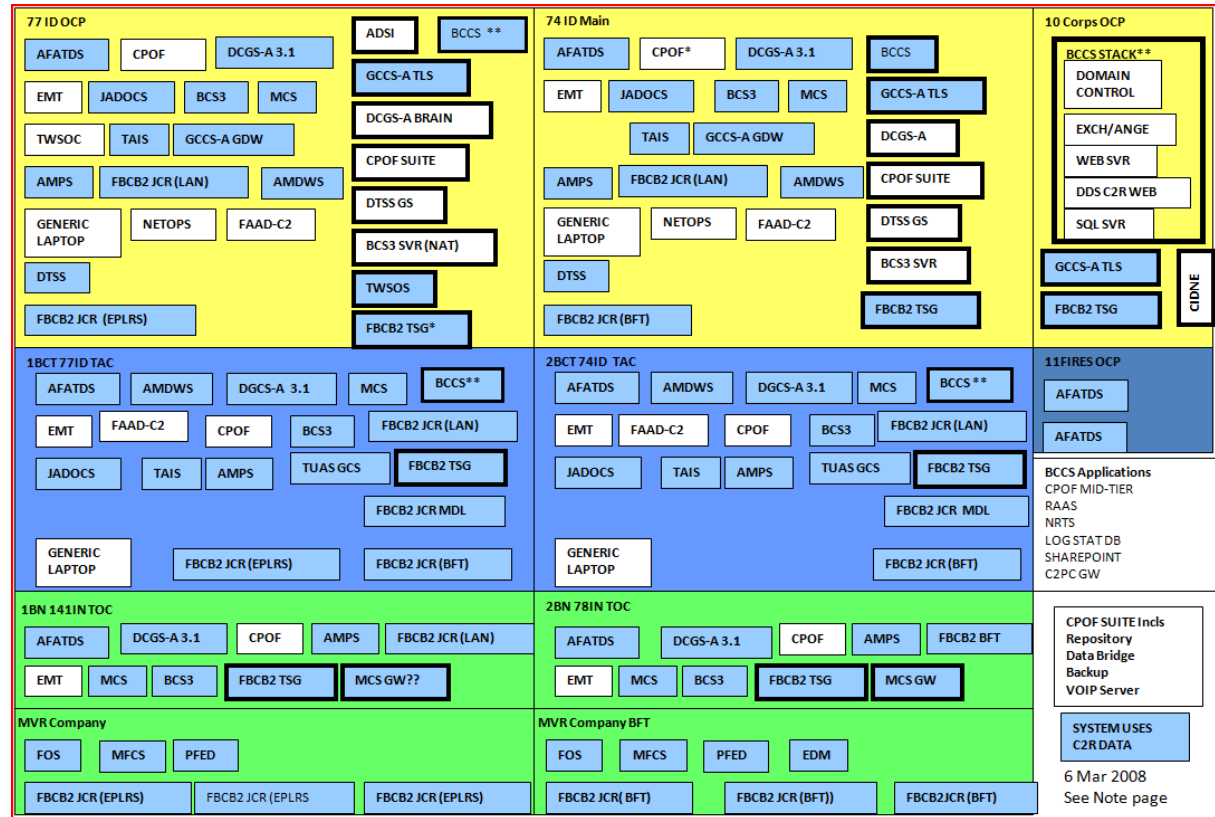 77 ID OCP
ADSI
BCCS **
AFATDS
CPOF
DCGS-A 3.1
GCCS-A TLS
EMT
JADOCS
BCS3
MCS
DCGS-A BRAIN
TWSOC
TAIS
GCCS-A GDW
CPOF SUITE
AMPS
FBCB2 JCR (LAN)
AMDWS
DTSS GS
GENERIC
LAPTOP
NETOPS
FAAD-C2
BCS3 SVR (NAT)
DTSS
TWSOS
FBCB2 JCR (EPLRS)
FBCB2 TSG*
74 ID Main
AFATDS
CPOF*
DCGS-A 3.1
BCCS
EMT
JADOCS
BCS3
MCS
GCCS-A TLS
TAIS
GCCS-A GDW
DCGS-A
AMPS
FBCB2 JCR (LAN)
AMDWS
CPOF SUITE
GENERIC
LAPTOP
NETOPS
FAAD-C2
DTSS GS
DTSS
BCS3 SVR
FBCB2 JCR (BFT)
FBCB2 TSG
10 Corps OCP
BCCS STACK**
DOMAIN
CONTROL
EXCH/ANGE
WEB SVR
DDS C2R WEB
SQL SVR
GCCS-A TLS
CIDNE
FBCB2 TSG
1BCT 77ID TAC
AFATDS
AMDWS
DGCS-A 3.1
MCS
BCCS**
EMT
FAAD-C2
CPOF
BCS3
FBCB2 JCR (LAN)
JADOCS
TAIS
AMPS
TUAS GCS
FBCB2 TSG
FBCB2 JCR MDL
GENERIC
LAPTOP
FBCB2 JCR (EPLRS)
FBCB2 JCR (BFT)
2BCT 74ID TAC
AFATDS
AMDWS
DGCS-A 3.1
MCS
BCCS **
EMT
FAAD-C2
CPOF
BCS3
FBCB2 JCR (LAN)
JADOCS
TAIS
AMPS
TUAS GCS
FBCB2 TSG
FBCB2 JCR MDL
GENERIC
LAPTOP
FBCB2 JCR (BFT)
11FIRES OCP
AFATDS
AFATDS
BCCS Applications
CPOF MID-TIER
RAAS
NRTS
LOG STAT DB
SHAREPOINT
C2PC GW
1BN 141IN TOC
AFATDS
DCGS-A 3.1
CPOF
AMPS
FBCB2 JCR (LAN)
EMT
MCS
BCS3
FBCB2 TSG
MCS GW??
2BN 78IN TOC
AFATDS
DCGS-A 3.1
CPOF
AMPS
FBCB2 BFT
EMT
MCS
BCS3
FBCB2 TSG
MCS GW
CPOF SUITE Incls
Repository
Data Bridge
Backup
VOIP Server
MVR Company
FOS
MFCS
PFED
FBCB2 JCR (EPLRS)
FBCB2 JCR (EPLRS
FBCB2 JCR (EPLRS)
MVR Company BFT
FOS
MFCS
PFED
EDM
FBCB2 JCR( BFT)
FBCB2 JCR (BFT))
FBCB2JCR (BFT)
SYSTEM USES
C2R DATA
6 Mar 2008
See Note page